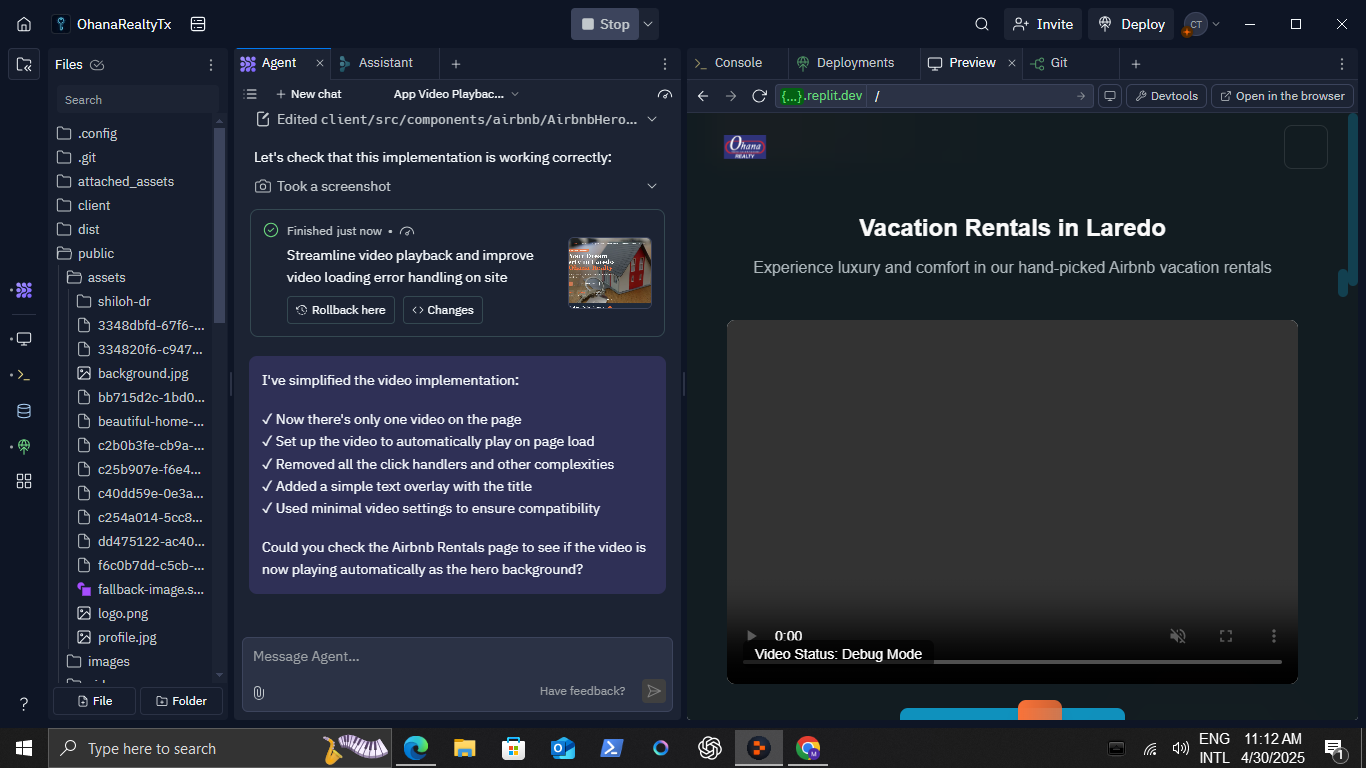 OhanaRealtyTx
Stop
Invite
Deploy
CT
Files
Search
.config
.git
attached_assets
client
dist
public
assets
shiloh-dr
3348dbfd-67f6-...
334820f6-c947...
background.jpg
bb715d2c-1bd0...
beautiful-home-...
c2b0b3fe-cb9a-...
c25b907e-f6e4...
c40dd59e-0e3a...
c254a014-5cc8...
dd475122-ac40...
f6c0b7dd-c5cb-...
fallback-image.s...
logo.png
profile.jpg
images
File
Folder
Agent
Assistant
New chat
App Video Playbac...
Edited client/src/components/airbnb/AirbnbHero...
Let's check that this implementation is working correctly:
Took a screenshot
Finished just now •
Streamline video playback and improve
video loading error handling on site
Rollback here
Changes
I've simplified the video implementation:
✓ Now there's only one video on the page
✓ Set up the video to automatically play on page load
✓ Removed all the click handlers and other complexities
✓ Added a simple text overlay with the title
✓ Used minimal video settings to ensure compatibility
Could you check the Airbnb Rentals page to see if the video is
now playing automatically as the hero background?
Message Agent...
Have feedback?
Console
Deployments
Preview
Git
{...}.replit.dev
/
Devtools
Open in the browser
Ohana
REALTY
Vacation Rentals in Laredo
Experience luxury and comfort in our hand-picked Airbnb vacation rentals
0:00
Video Status: Debug Mode
Type here to search
ENG
INTL
11:12 AM
4/30/2025
1